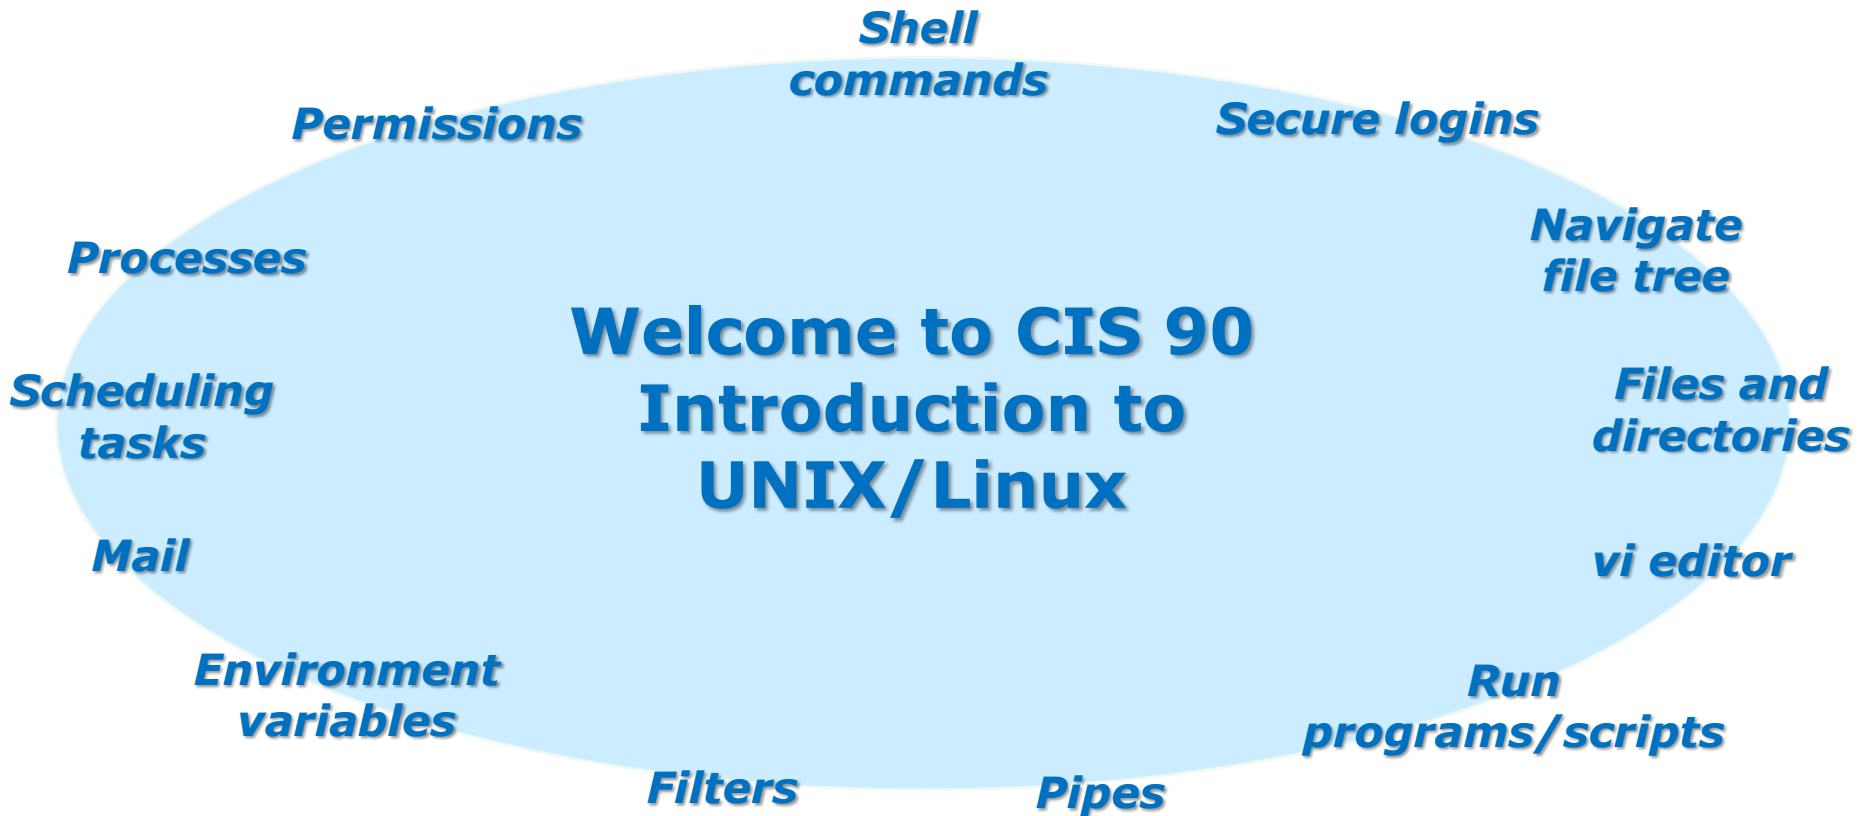 Shell
commands
Permissions
Secure logins
Navigate
file tree
Processes
Welcome to CIS 90
Introduction to
UNIX/Linux
Scheduling
tasks
Files and
directories
Mail
vi editor
Environment
variables
Run
programs/scripts
Filters
Pipes